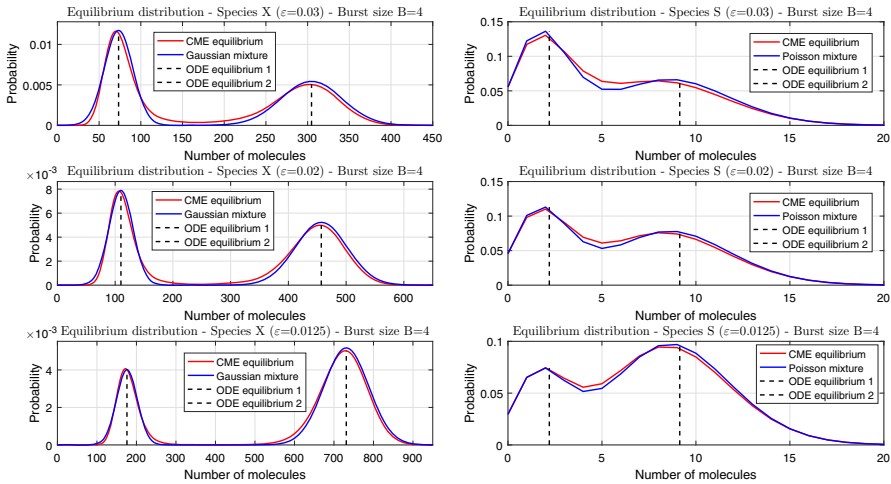 Equilibrium distribution - Species X (ε=0.03) - Burst size B=4
Probability
0.01
0.005
0
CME equilibrium
Gaussian mixture
ODE equilibrium 1
ODE equilibrium 2
0 50 100 150 200 250 300 350 400 450
Number of molecules
Equilibrium distribution - Species S (ε=0.03) - Burst size B=4
Probability
0.15
0.1
0.05
0
CME equilibrium
Poisson mixture
ODE equilibrium 1
ODE equilibrium 2
0 5 10 15 20
Number of molecules
×10⁻³
Equilibrium distribution - Species X (ε=0.02) - Burst size B=4
Probability
8
6
4
2
0
CME equilibrium
Gaussian mixture
ODE equilibrium 1
ODE equilibrium 2
0 100 200 300 400 500 600
Number of molecules
Equilibrium distribution - Species S (ε=0.02) - Burst size B=4
Probability
0.15
0.1
0.05
0
CME equilibrium
Poisson mixture
ODE equilibrium 1
ODE equilibrium 2
0 5 10 15 20
Number of molecules
×10⁻³
Equilibrium distribution - Species X (ε=0.0125) - Burst size B=4
Probability
4
2
0
CME equilibrium
Gaussian mixture
ODE equilibrium 1
ODE equilibrium 2
0 100 200 300 400 500 600 700 800 900
Number of molecules
Equilibrium distribution - Species S (ε=0.0125) - Burst size B=4
Probability
0.1
0.05
0
CME equilibrium
Poisson mixture
ODE equilibrium 1
ODE equilibrium 2
0 5 10 15 20
Number of molecules